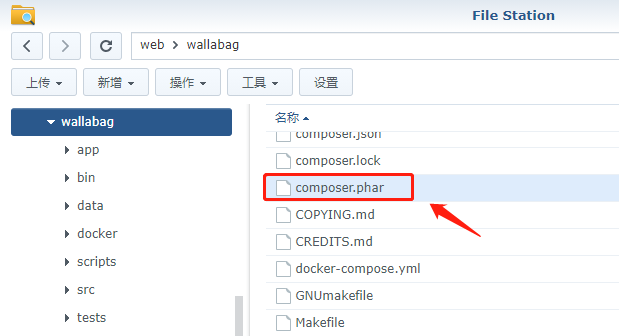 File Station
web > wallabag
上传 新增 操作 工具 设置
wallabag
app
bin
data
docker
scripts
src
tests
名称
composer.json
composer.lock
composer.phar
COPYING.md
CREDITS.md
docker-compose.yml
GNUmakefile
Makefile